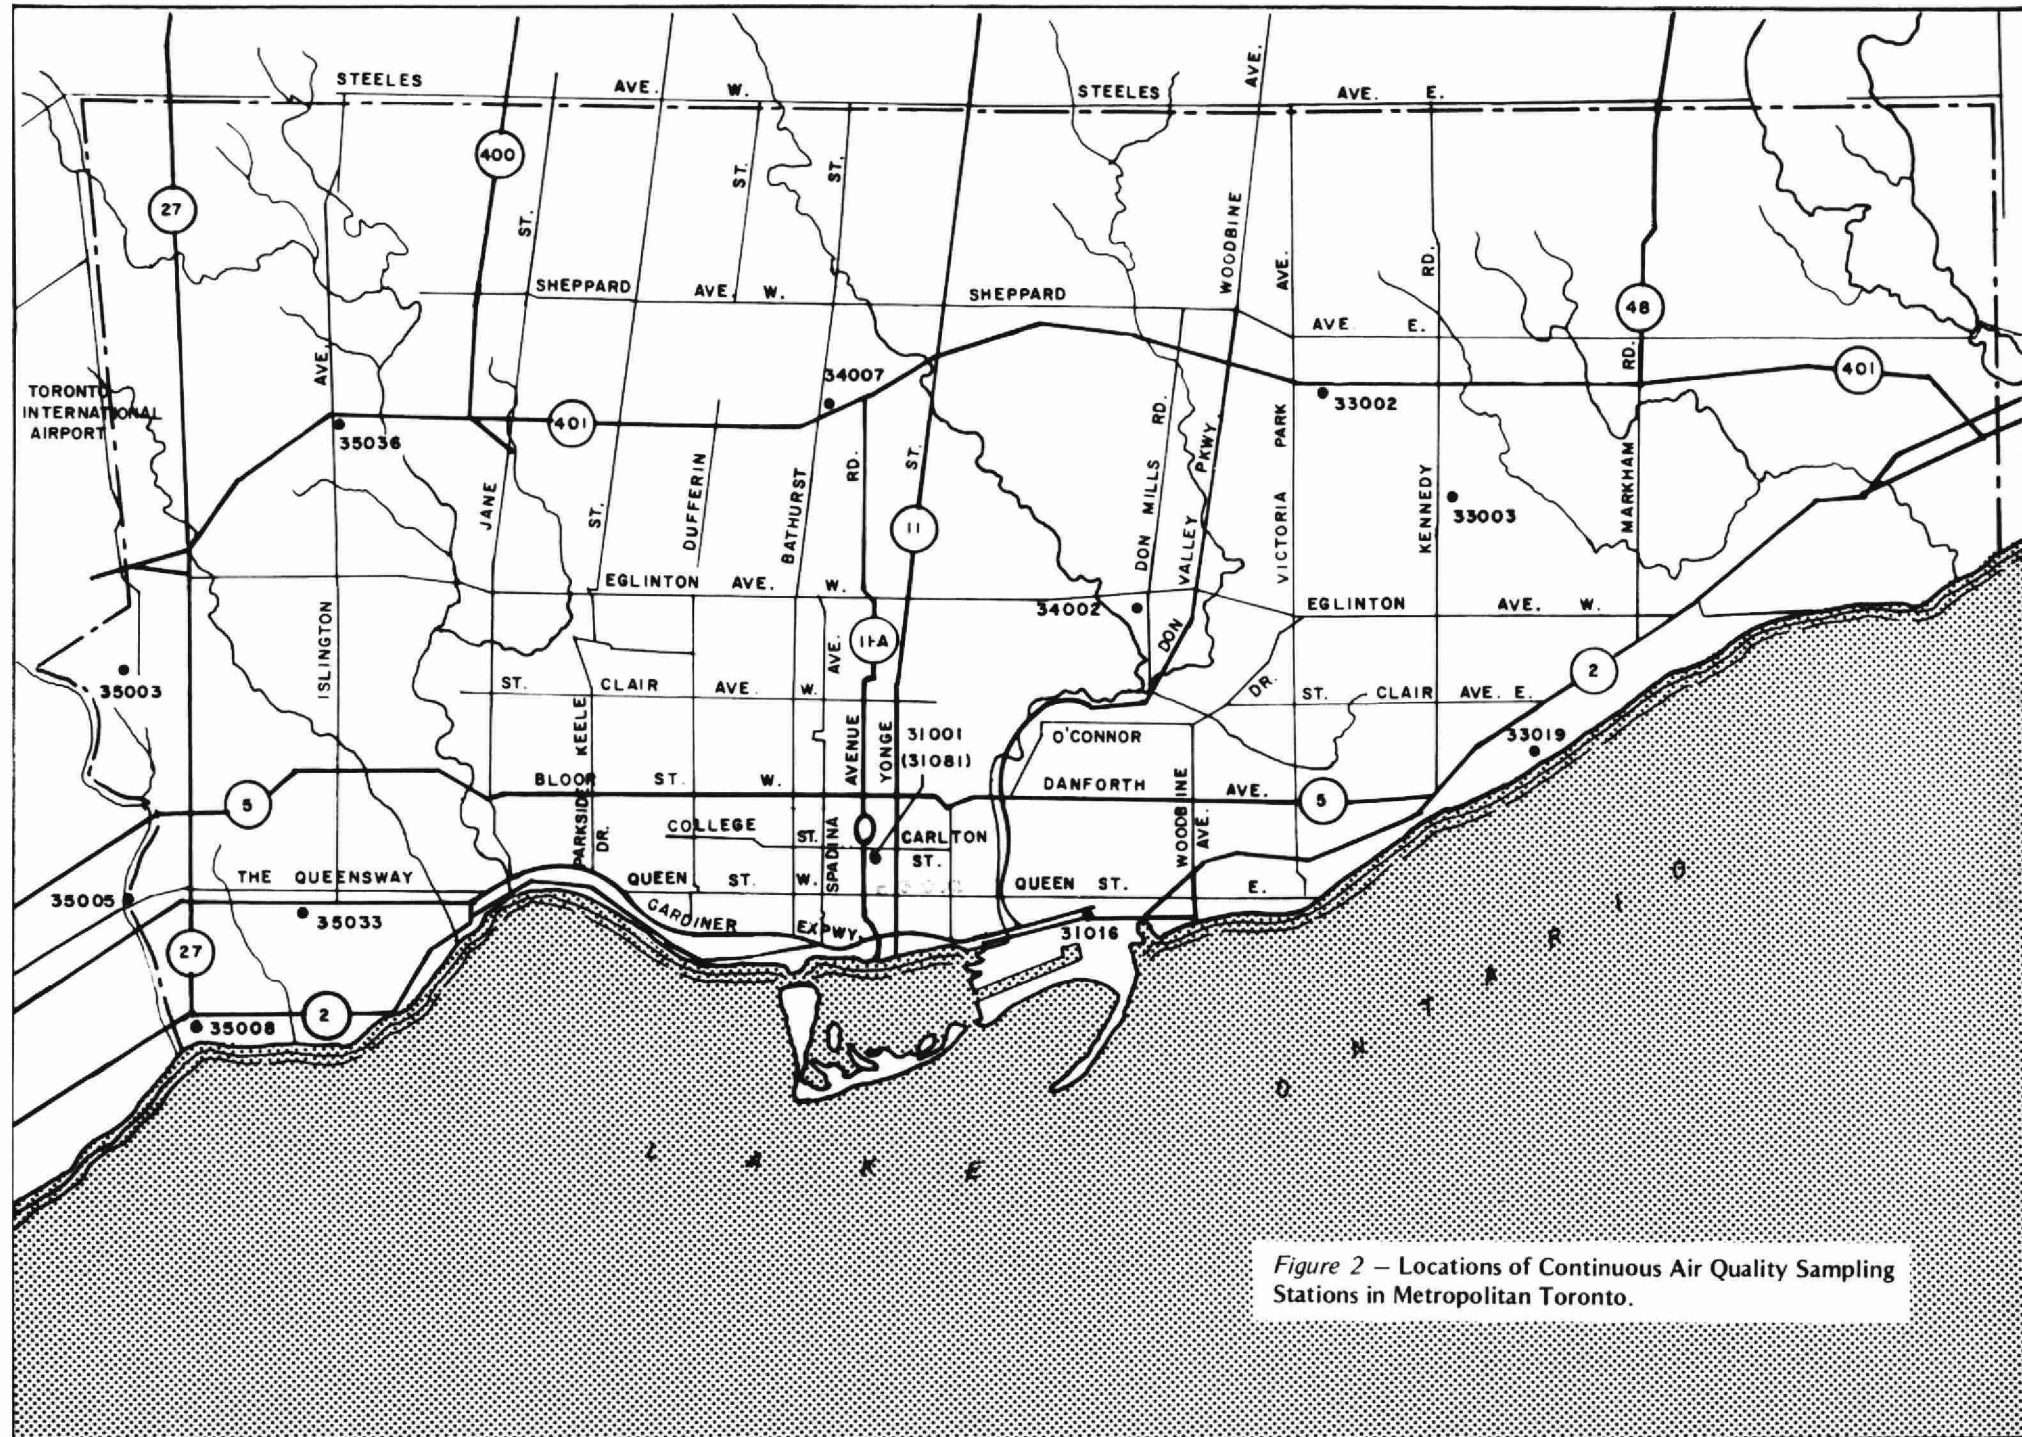 STEELES AVE. W.
STEELES AVE. E.
AVE.
400
27
ST.
ST.
ST.
WOODBINE
AVE.
RD.
SHEPPARD AVE. W.
SHEPPARD
AVE. E.
48
RD.
401
TORONTO
INTERNATIONAL
AIRPORT
AVE.
34007
33002
35036
401
RD.
ST.
RD.
PKWY.
PARK
JANE
ST.
DUFFERIN
BATHURST
11
DON MILLS
VALLEY
VICTORIA
KENNEDY
33003
MARKHAM
EGLINTON AVE. W.
34002
EGLINTON AVE. W.
ISLINGTON
11A
AVE.
DON
35003
2
ST. CLAIR AVE. W.
DR.
ST. CLAIR AVE. E.
KEELE
AVENUE
YONGE
31001
(31081)
O'CONNOR
33019
5
BLOOR ST. W.
DANFORTH AVE.
5
PARKSIDE
DR.
COLLEGE ST.
SPADINA
CARLTON
ST.
WOODBINE
AVE.
THE QUEENSWAY
QUEEN ST. W.
QUEEN ST. E.
35005
35033
GARDINER EXPWY.
31016
27
2
35008
LAKE ONTARIO
Figure 2 — Locations of Continuous Air Quality Sampling
Stations in Metropolitan Toronto.